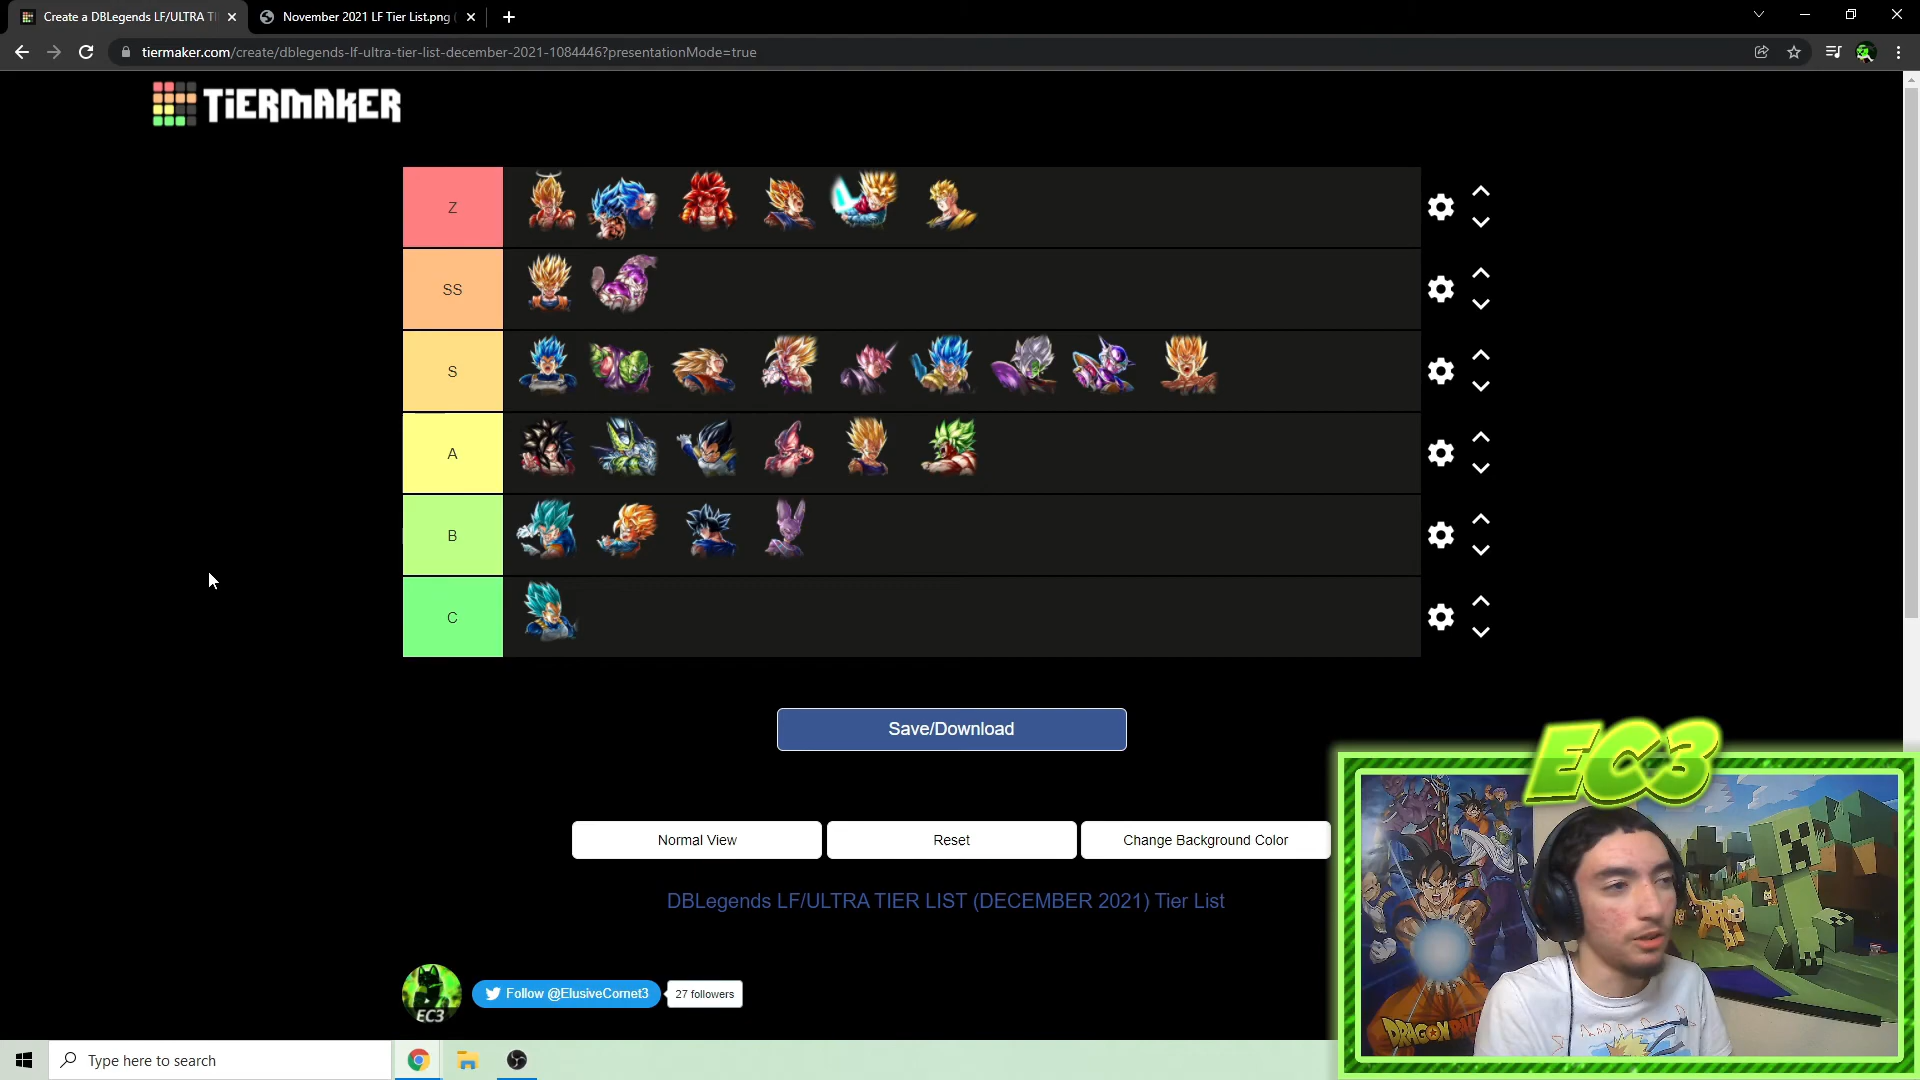 Create a DBLegends LF/ULTRA TI
November 2021 LF Tier List.png (
tiermaker.com/create/dblegends-lf-ultra-tier-list-december-2021-1084446?presentationMode=true
TiERMAKER
Z
SS
S
A
B
C
Save/Download
Normal View
Reset
Change Background Color
DBLegends LF/ULTRA TIER LIST (DECEMBER 2021) Tier List
EC3
Follow @ElusiveComet3
27 followers
EC3
DRAGON BALL
Type here to search